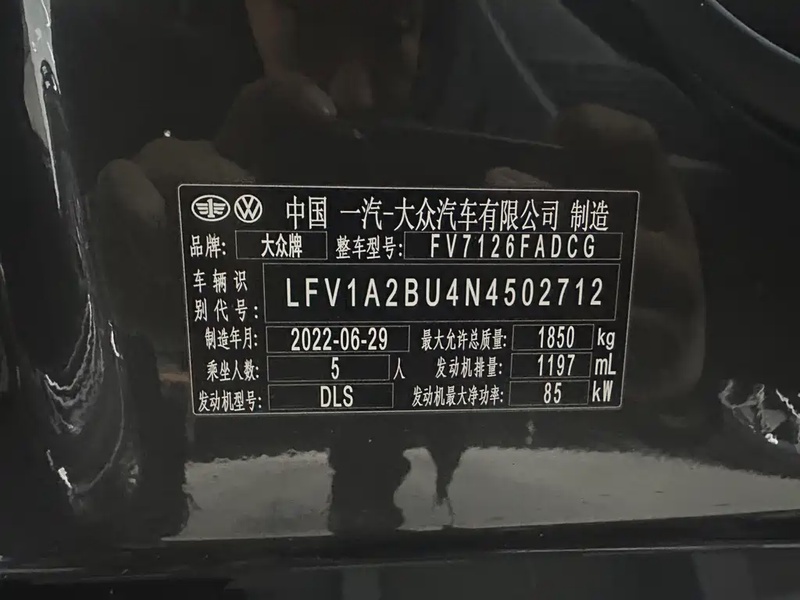 中国 一汽-大众汽车有限公司 制造
品牌: 大众牌 整车型号: FV7126FADCG
车辆识别代号: LFV1A2BU4N4502712
制造年月: 2022-06-29 最大允许总质量: 1850 kg
乘坐人数: 5 人 发动机排量: 1197 mL
发动机型号: DLS 发动机最大净功率: 85 kW